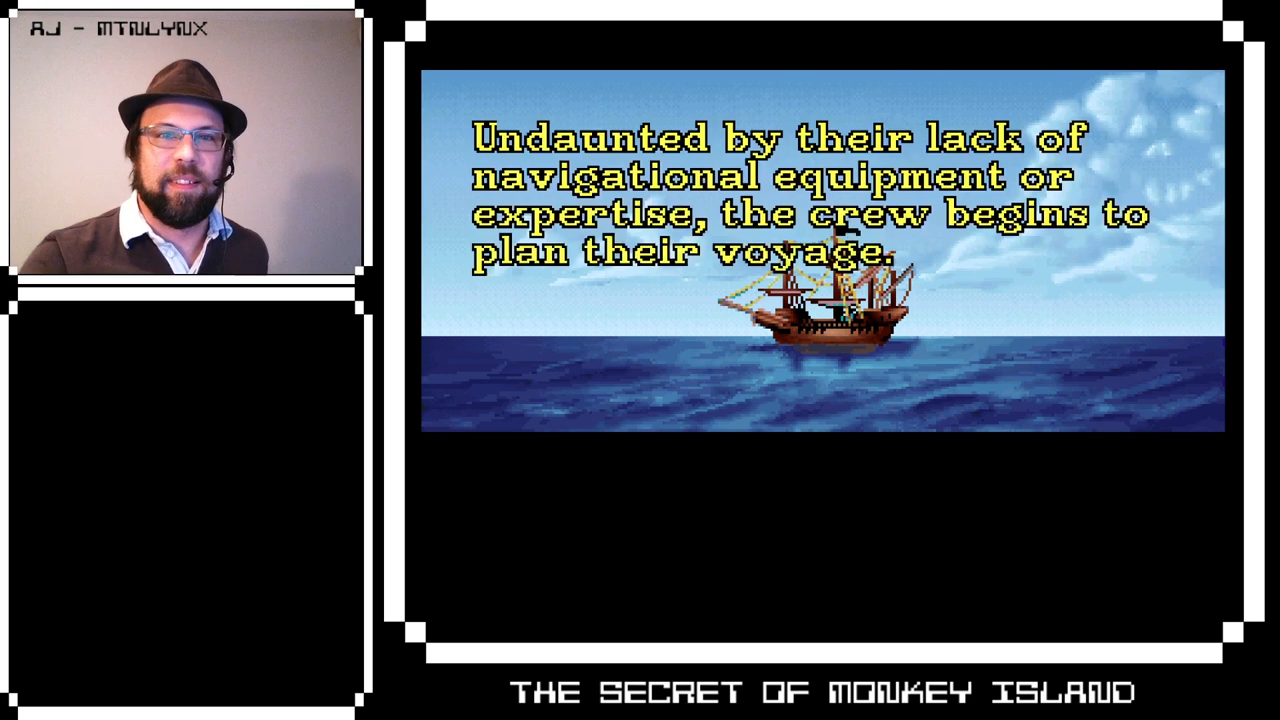 AJ - MTNLYNX
Undaunted by their lack of
navigational equipment or
expertise, the crew begins to
plan their voyage.
THE SECRET OF MONKEY ISLAND